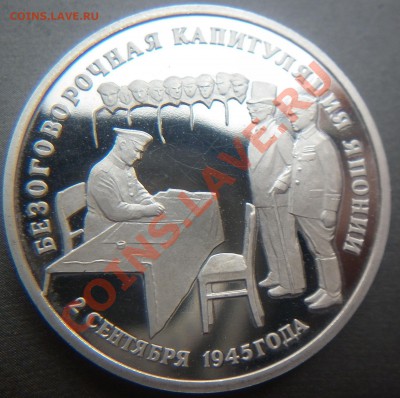 COINS.LAVE.RU
БЕЗОГОВОРОЧНАЯ КАПИТУЛЯЦИЯ ЯПОНИИ
COINS.LAVE.RU
2 СЕНТЯБРЯ 1945 ГОДА